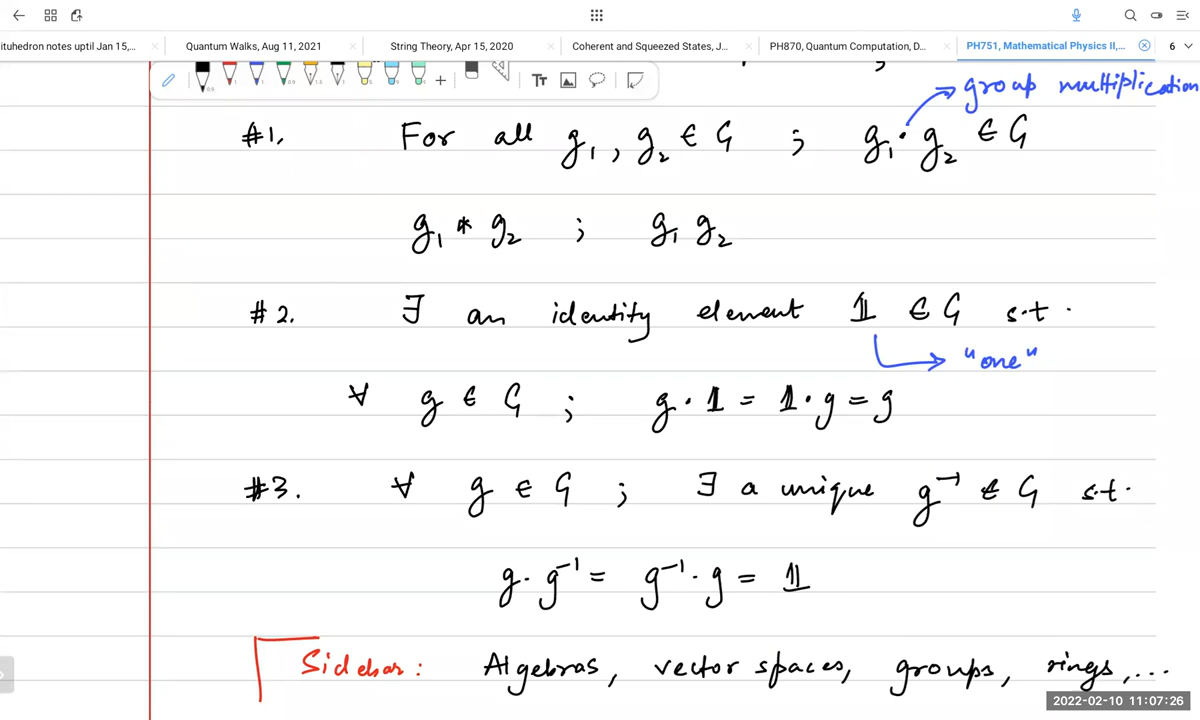 ituhedron notes uptil Jan 15,... Quantum Walks, Aug 11, 2021 String Theory, Apr 15, 2020 Coherent and Squeezed States, J... PH870, Quantum Computation, D... PH751, Mathematical Physics II,... 6
Tт
group multiplication
#1. For all g₁, g₂ ∈ G ; g₁ · g₂ ∈ G
g₁ * g₂ ; g₁ g₂
#2. ∃ an identity element 𝟙 ∈ G s.t.
"one"
∀ g ∈ G ; g · 𝟙 = 𝟙 · g = g
#3. ∀ g ∈ G ; ∃ a unique g⁻¹ ∈ G s.t.
g · g⁻¹ = g⁻¹ · g = 𝟙
Sidebar: Algebras, vector spaces, groups, rings, ...
2022-02-10 11:07:26